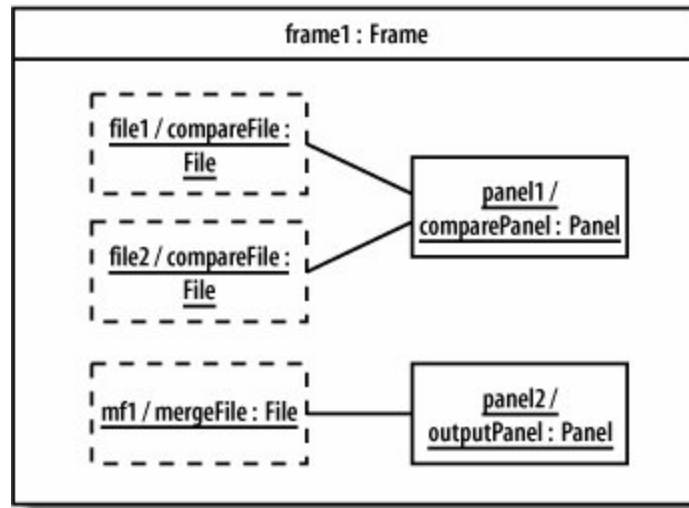 frame1 : Frame
file1 / compareFile :
File
file2 / compareFile :
File
panel1 /
comparePanel : Panel
mf1 / mergeFile : File
panel2 /
outputPanel : Panel